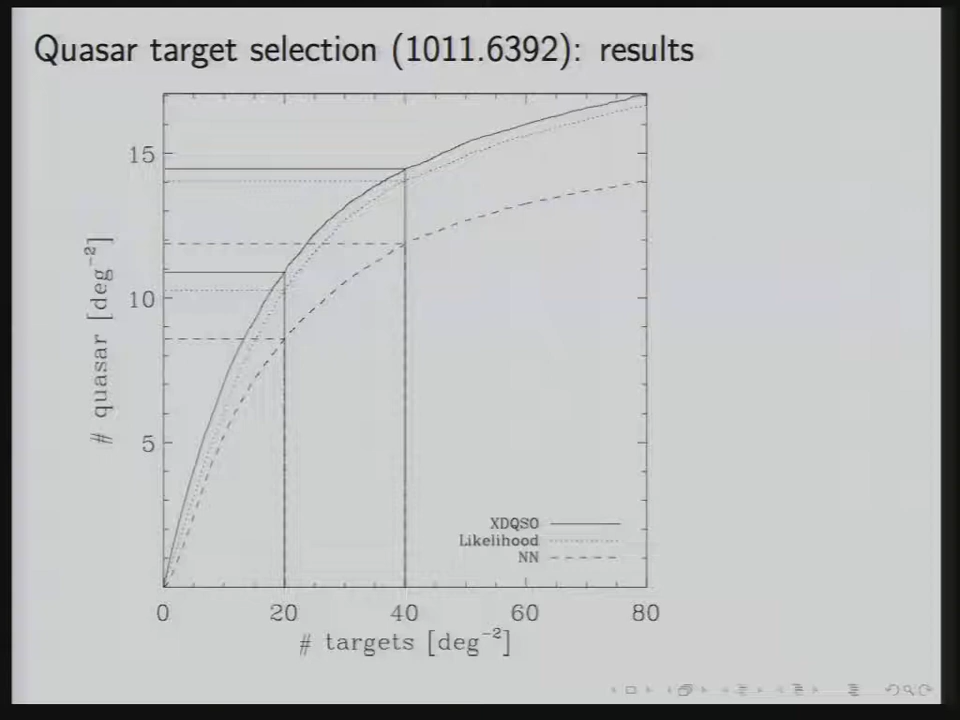 Quasar target selection (1011.6392): results
15
10
5
# quasar [deg⁻²]
XDQSO
Likelihood
NN
0 20 40 60 80
# targets [deg⁻²]